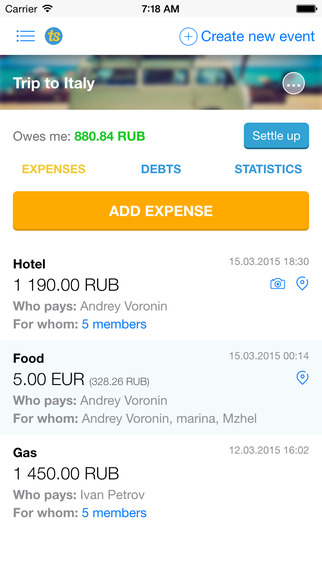 Carrier 7:18 AM
ts Create new event
Trip to Italy
...
Owes me: 880.84 RUB Settle up
EXPENSES DEBTS STATISTICS
ADD EXPENSE
Hotel 15.03.2015 18:30
1 190.00 RUB
Who pays: Andrey Voronin
For whom: 5 members
Food 15.03.2015 00:14
5.00 EUR (328.26 RUB)
Who pays: Andrey Voronin
For whom: Andrey Voronin, marina, Mzhel
Gas 12.03.2015 16:02
1 450.00 RUB
Who pays: Ivan Petrov
For whom: 5 members